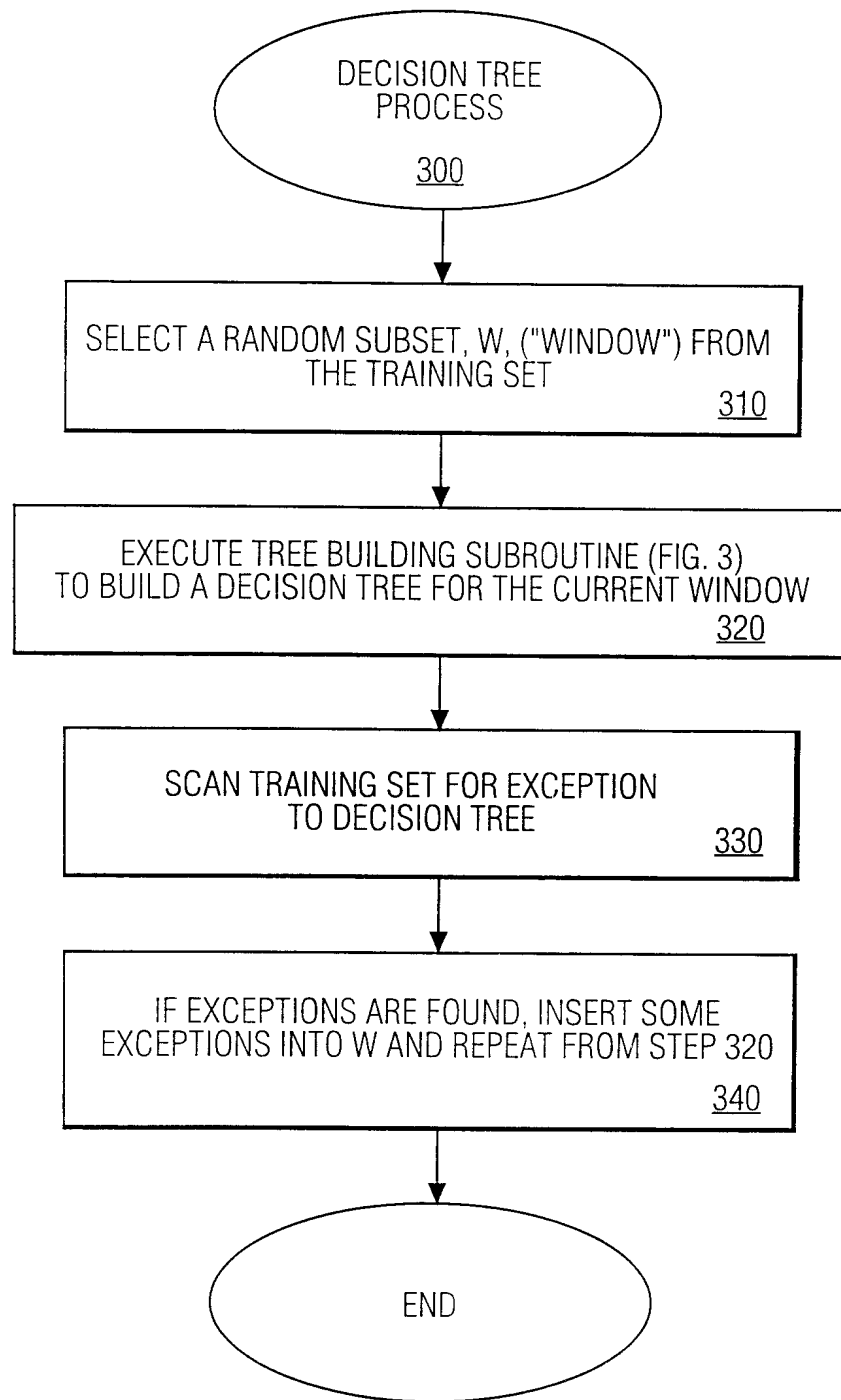 DECISION TREE
PROCESS
300
SELECT A RANDOM SUBSET, W, ("WINDOW") FROM
THE TRAINING SET
310
EXECUTE TREE BUILDING SUBROUTINE (FIG. 3)
TO BUILD A DECISION TREE FOR THE CURRENT WINDOW
320
SCAN TRAINING SET FOR EXCEPTION
TO DECISION TREE
330
IF EXCEPTIONS ARE FOUND, INSERT SOME
EXCEPTIONS INTO W AND REPEAT FROM STEP 320
340
END